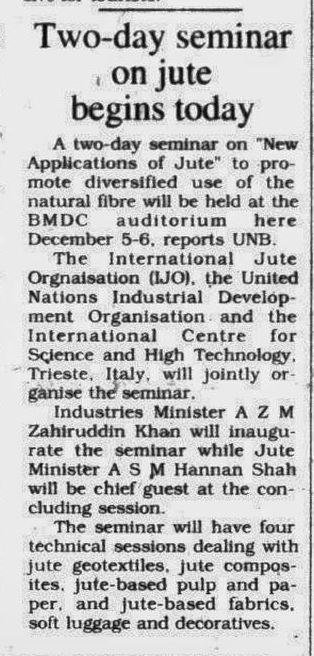 Two-day seminar
on jute
begins today
A two-day seminar on "New
Applications of Jute" to pro-
mote diversified use of the
natural fibre will be held at the
BMDC auditorium here
December 5-6, reports UNB.
The International Jute
Orgnaisation (IJO), the United
Nations Industrial Develop-
ment Organisation and the
International Centre for
Science and High Technology,
Trieste, Italy, will jointly or-
ganise the seminar.
Industries Minister A Z M
Zahiruddin Khan will inaugu-
rate the seminar while Jute
Minister A S M Hannan Shah
will be chief guest at the con-
cluding session.
The seminar will have four
technical sessions dealing with
jute geotextiles, jute compos-
ites, jute-based pulp and pa-
per, and jute-based fabrics,
soft luggage and decoratives.